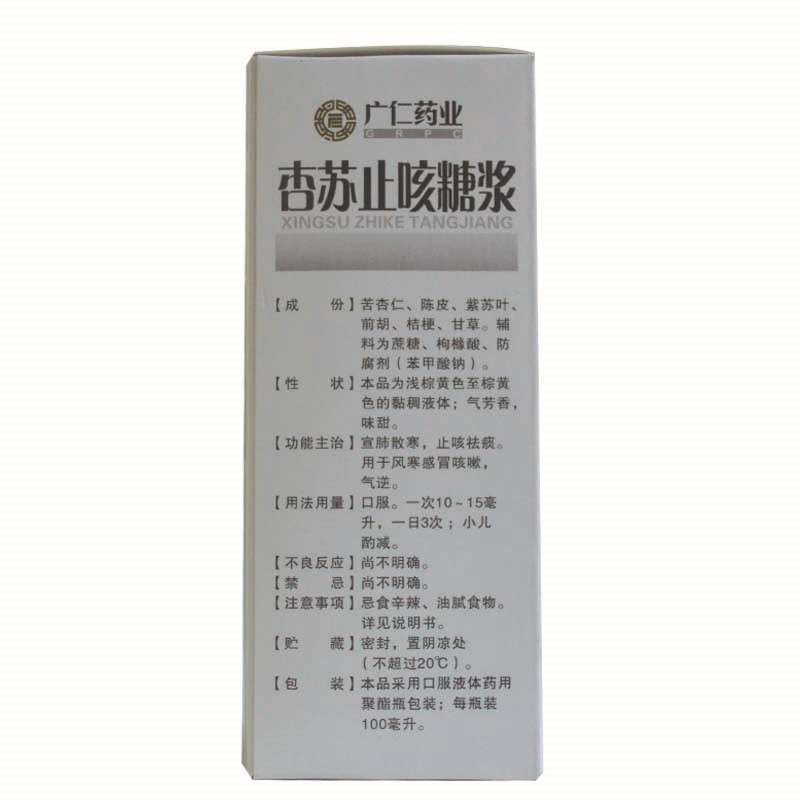 广仁药业
GRPC
杏苏止咳糖浆
XINGSU ZHIKE TANGJIANG
【成　份】苦杏仁、陈皮、紫苏叶、
前胡、桔梗、甘草。辅
料为蔗糖、枸橼酸、防
腐剂（苯甲酸钠）。
【性　状】本品为浅棕黄色至棕黄
色的黏稠液体；气芳香，
味甜。
【功能主治】宣肺散寒，止咳祛痰。
用于风寒感冒咳嗽，
气逆。
【用法用量】口服。一次10~15毫
升，一日3次；小儿
酌减。
【不良反应】尚不明确。
【禁　忌】尚不明确。
【注意事项】忌食辛辣、油腻食物。
详见说明书。
【贮　藏】密封，置阴凉处
（不超过20℃）。
【包　装】本品采用口服液体药用
聚酯瓶包装；每瓶装
100毫升。